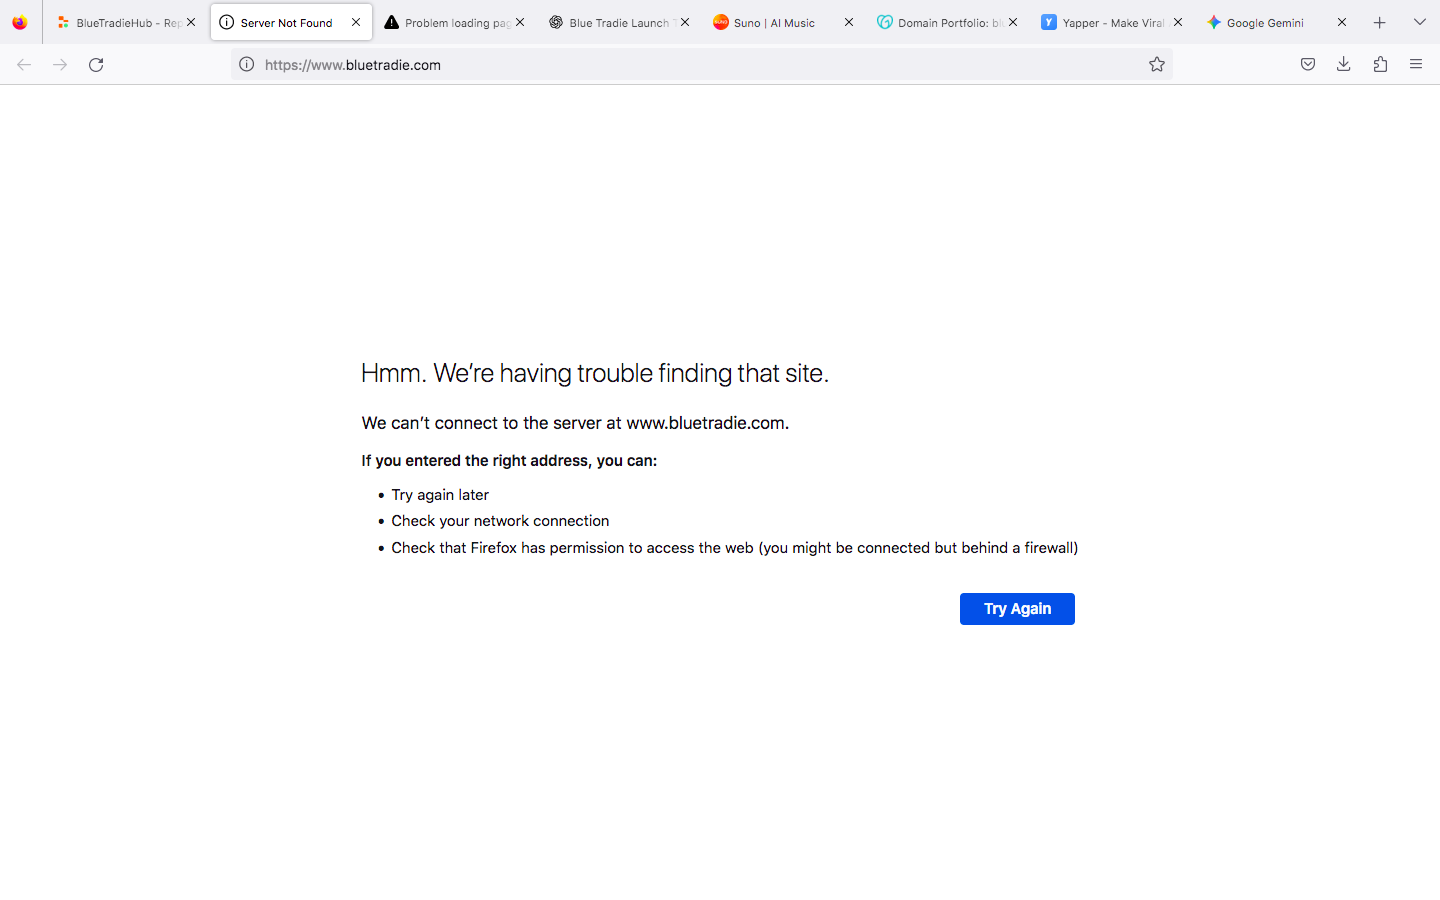 BlueTradieHub - Rep
Server Not Found
Problem loading pag
Blue Tradie Launch T
Suno | AI Music
Domain Portfolio: blu
Yapper - Make Viral
Google Gemini
https://www.bluetradie.com
Hmm. We’re having trouble finding that site.
We can’t connect to the server at www.bluetradie.com.
If you entered the right address, you can:
• Try again later
• Check your network connection
• Check that Firefox has permission to access the web (you might be connected but behind a firewall)
Try Again